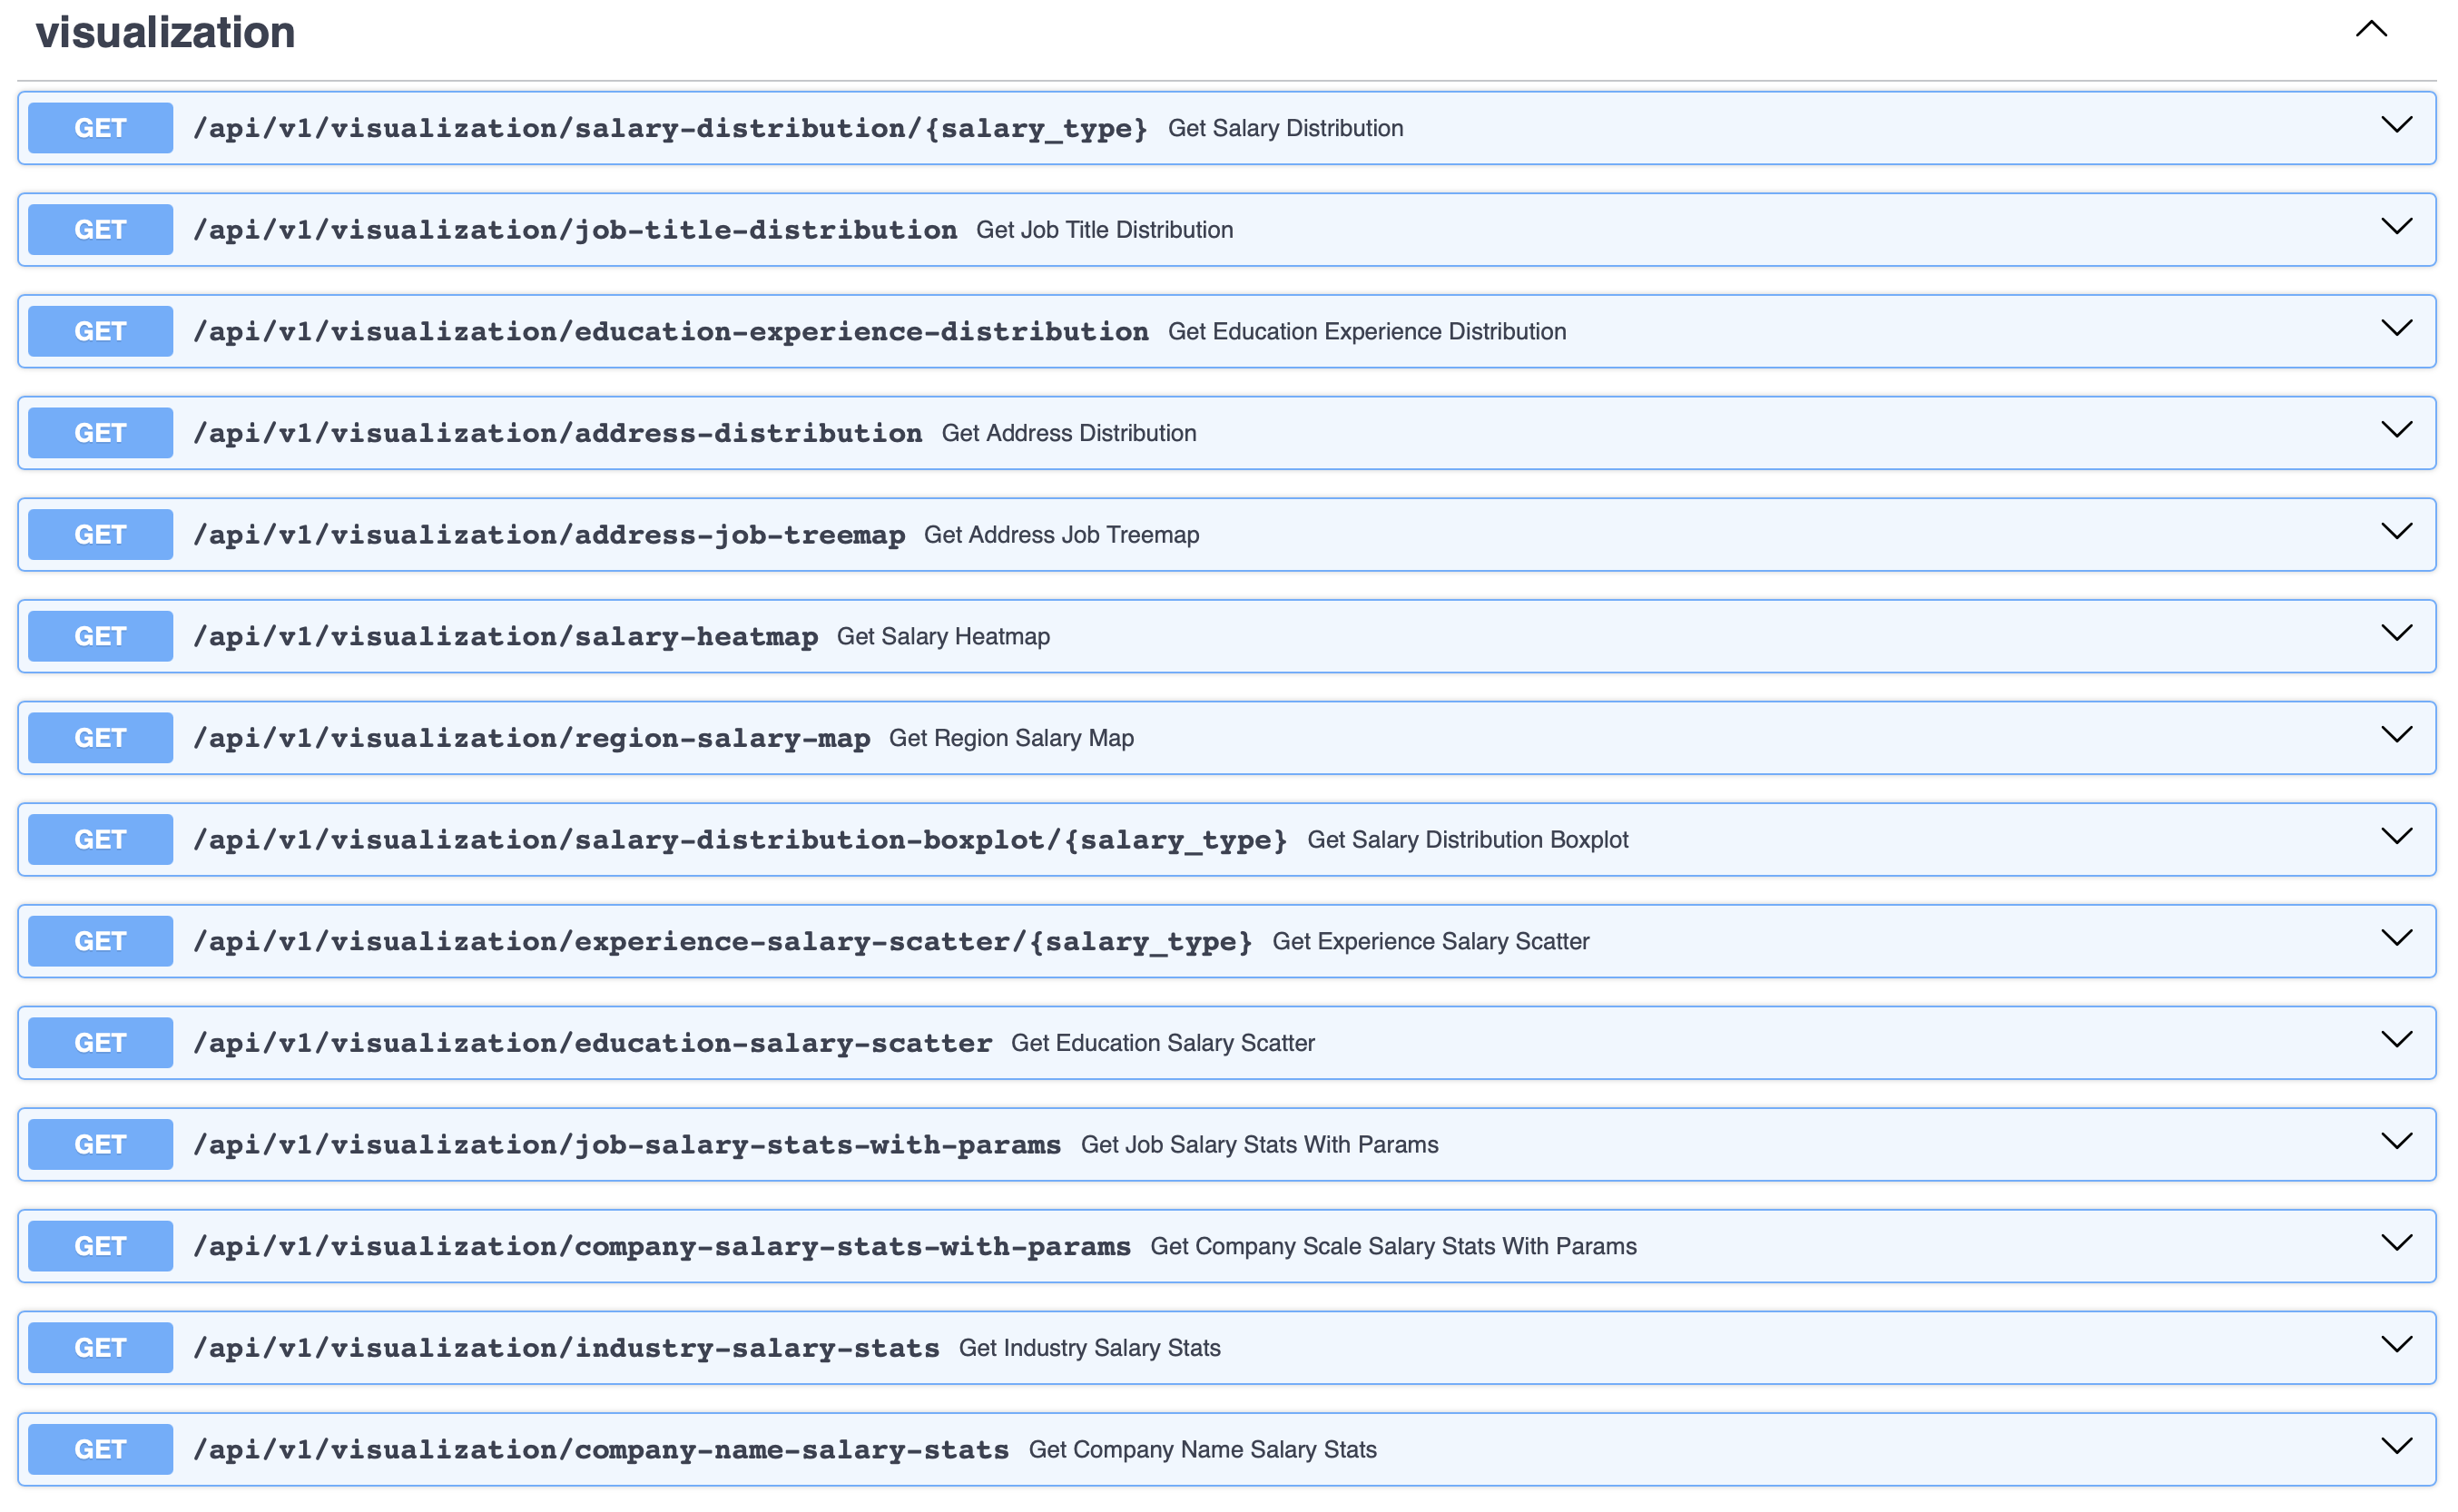 visualization
GET /api/v1/visualization/salary-distribution/{salary_type} Get Salary Distribution
GET /api/v1/visualization/job-title-distribution Get Job Title Distribution
GET /api/v1/visualization/education-experience-distribution Get Education Experience Distribution
GET /api/v1/visualization/address-distribution Get Address Distribution
GET /api/v1/visualization/address-job-treemap Get Address Job Treemap
GET /api/v1/visualization/salary-heatmap Get Salary Heatmap
GET /api/v1/visualization/region-salary-map Get Region Salary Map
GET /api/v1/visualization/salary-distribution-boxplot/{salary_type} Get Salary Distribution Boxplot
GET /api/v1/visualization/experience-salary-scatter/{salary_type} Get Experience Salary Scatter
GET /api/v1/visualization/education-salary-scatter Get Education Salary Scatter
GET /api/v1/visualization/job-salary-stats-with-params Get Job Salary Stats With Params
GET /api/v1/visualization/company-salary-stats-with-params Get Company Scale Salary Stats With Params
GET /api/v1/visualization/industry-salary-stats Get Industry Salary Stats
GET /api/v1/visualization/company-name-salary-stats Get Company Name Salary Stats